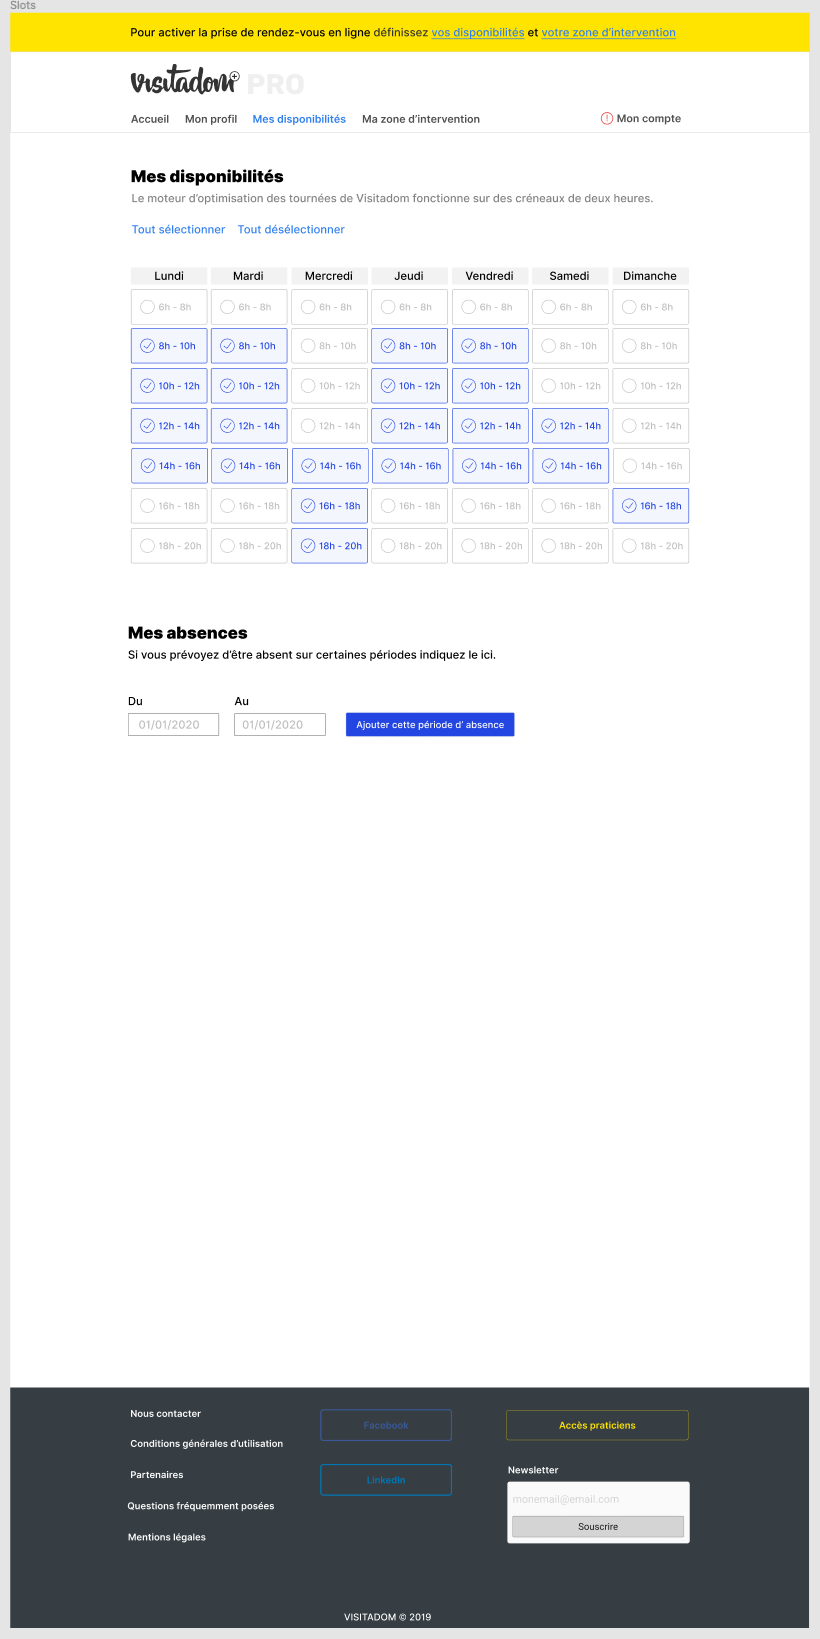 Slots
Pour activer la prise de rendez-vous en ligne définissez vos disponibilités et votre zone d'intervention
Visitadom PRO
Accueil Mon profil Mes disponibilités Ma zone d'intervention Mon compte
Mes disponibilités
Le moteur d'optimisation des tournées de Visitadom fonctionne sur des créneaux de deux heures.
Tout sélectionner Tout désélectionner
Lundi Mardi Mercredi Jeudi Vendredi Samedi Dimanche
6h - 8h 6h - 8h 6h - 8h 6h - 8h 6h - 8h 6h - 8h 6h - 8h
8h - 10h 8h - 10h 8h - 10h 8h - 10h 8h - 10h 8h - 10h 8h - 10h
10h - 12h 10h - 12h 10h - 12h 10h - 12h 10h - 12h 10h - 12h 10h - 12h
12h - 14h 12h - 14h 12h - 14h 12h - 14h 12h - 14h 12h - 14h 12h - 14h
14h - 16h 14h - 16h 14h - 16h 14h - 16h 14h - 16h 14h - 16h 14h - 16h
16h - 18h 16h - 18h 16h - 18h 16h - 18h 16h - 18h 16h - 18h 16h - 18h
18h - 20h 18h - 20h 18h - 20h 18h - 20h 18h - 20h 18h - 20h 18h - 20h
Mes absences
Si vous prévoyez d'être absent sur certaines périodes indiquez le ici.
Du Au
01/01/2020 01/01/2020 Ajouter cette période d' absence
Nous contacter
Conditions générales d'utilisation
Partenaires
Questions fréquemment posées
Mentions légales
Facebook
LinkedIn
Accès praticiens
Newsletter
monemail@email.com
Souscrire
VISITADOM © 2019